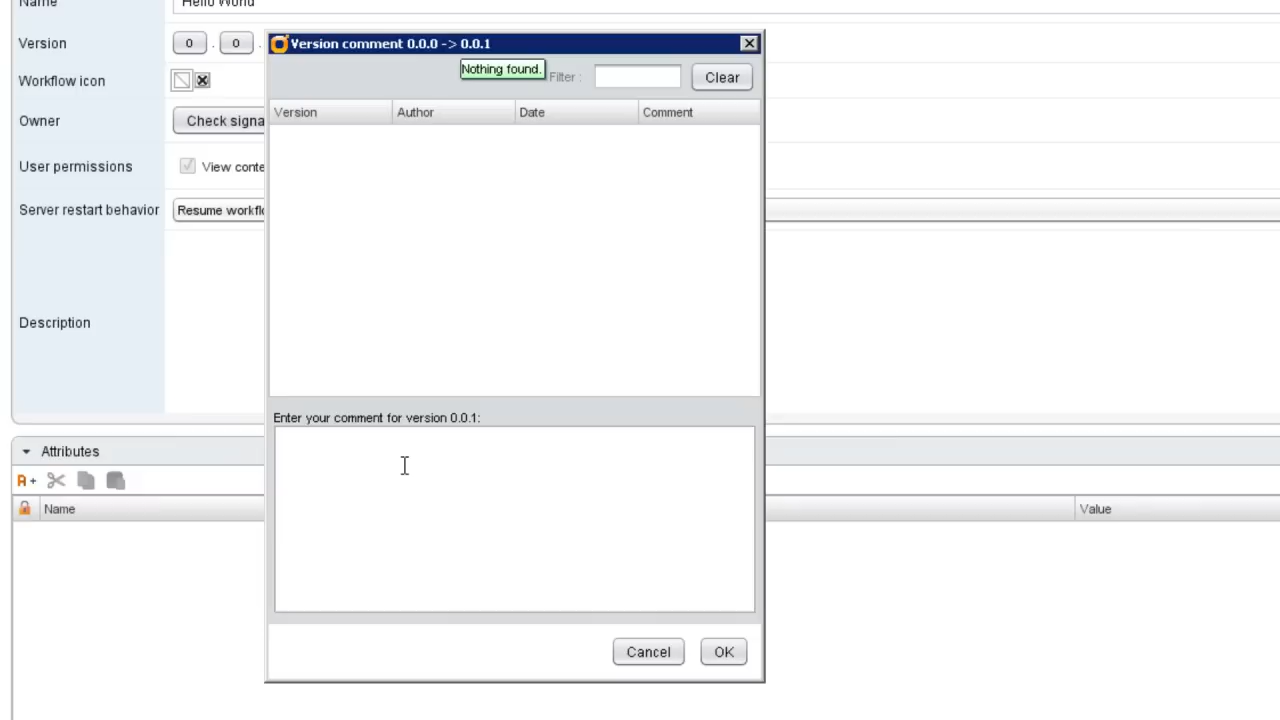 Name
Hello World
Version
0 . 0 .
Workflow icon
Owner
Check signa
User permissions
View conte
Server restart behavior
Resume workflo
Description
Attributes
A+
Name
Value
Version comment 0.0.0 -> 0.0.1
Nothing found.
Filter :
Clear
Version
Author
Date
Comment
Enter your comment for version 0.0.1:
Cancel
OK